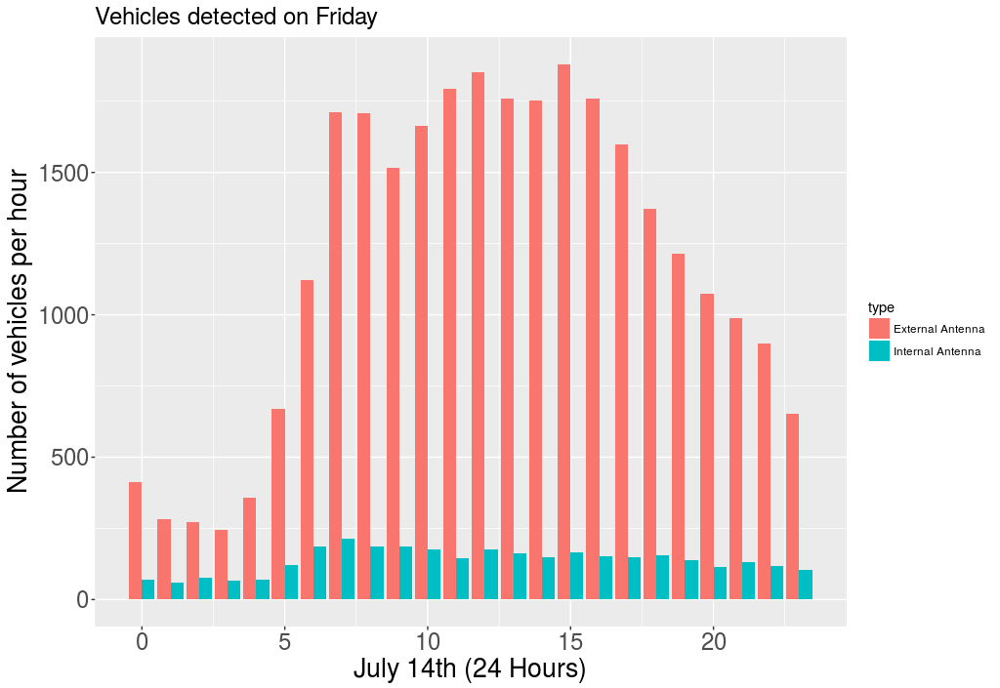 Vehicles detected on Friday
Number of vehicles per hour
1500
1000
500
0
0 5 10 15 20
July 14th (24 Hours)
type
External Antenna
Internal Antenna